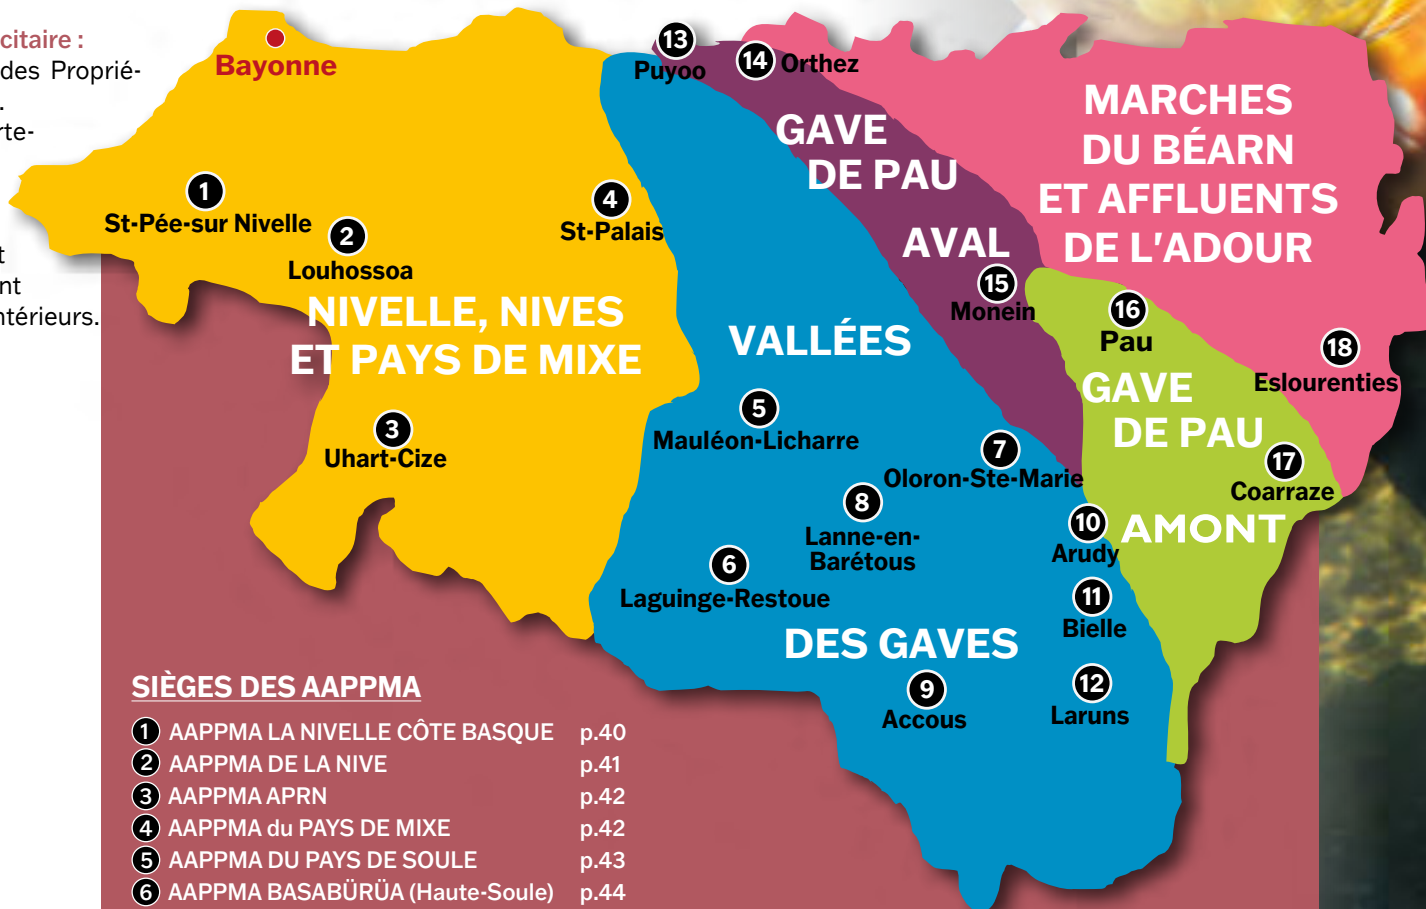 citaire :
des Proprié-
.
rte-
t
nt
ntérieurs.
Bayonne
13
Puyoo
14 Orthez
GAVE
DE PAU
AVAL
MARCHES
DU BÉARN
ET AFFLUENTS
DE L'ADOUR
1
St-Pée-sur Nivelle
2
Louhossoa
4
St-Palais
NIVELLE, NIVES
ET PAYS DE MIXE
3
Uhart-Cize
VALLÉES
15
Monein
16
Pau
18
Eslourenties
GAVE
DE PAU
17
Coarraze
AMONT
5
Mauléon-Licharre
7
Oloron-Ste-Marie
8
Lanne-en-
Barétous
10
Arudy
6
Laguinge-Restoue
11
Bielle
DES GAVES
9
Accous
12
Laruns
SIÈGES DES AAPPMA
1 AAPPMA LA NIVELLE CÔTE BASQUE p.40
2 AAPPMA DE LA NIVE p.41
3 AAPPMA APRN p.42
4 AAPPMA du PAYS DE MIXE p.42
5 AAPPMA DU PAYS DE SOULE p.43
6 AAPPMA BASABÜRÜA (Haute-Soule) p.44